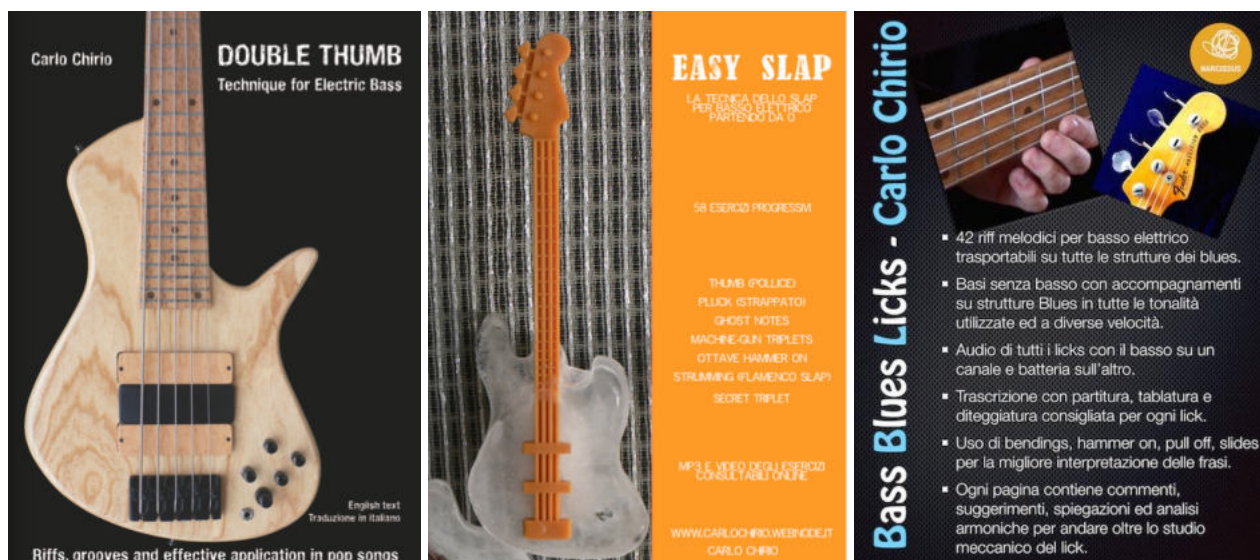 Carlo Chirio
DOUBLE THUMB
Technique for Electric Bass
English text
Traduzione in italiano
Riffs, grooves and effective application in pop songs
EASY SLAP
LA TECNICA DELLO SLAP
PER BASSO ELETTRICO
PARTENDO DA 0
58 ESERCIZI PROGRESSIVI
THUMB (POLLICE)
PLUCK (STRAPPATO)
GHOST NOTES
MACHINE-GUN TRIPLETS
OTTAVE HAMMER ON
STRUMMING (FLAMENCO SLAP)
SECRET TRIPLET
MP3 E VIDEO DEGLI ESERCIZI
CONSULTABILI ONLINE
WWW.CARLOCHIRIO.WEBNODE.IT
CARLO CHIRIO
Bass Blues Licks - Carlo Chirio
NARCISSUS
Fender
▪ 42 riff melodici per basso elettrico
trasportabili su tutte le strutture dei blues.
▪ Basi senza basso con accompagnamenti
su strutture Blues in tutte le tonalità
utilizzate ed a diverse velocità.
▪ Audio di tutti i licks con il basso su un
canale e batteria sull'altro.
▪ Trascrizione con partitura, tablatura e
diteggiatura consigliata per ogni lick.
▪ Uso di bendings, hammer on, pull off, slides
per la migliore interpretazione delle frasi.
▪ Ogni pagina contiene commenti,
suggerimenti, spiegazioni ed analisi
armoniche per andare oltre lo studio
meccanico del lick.